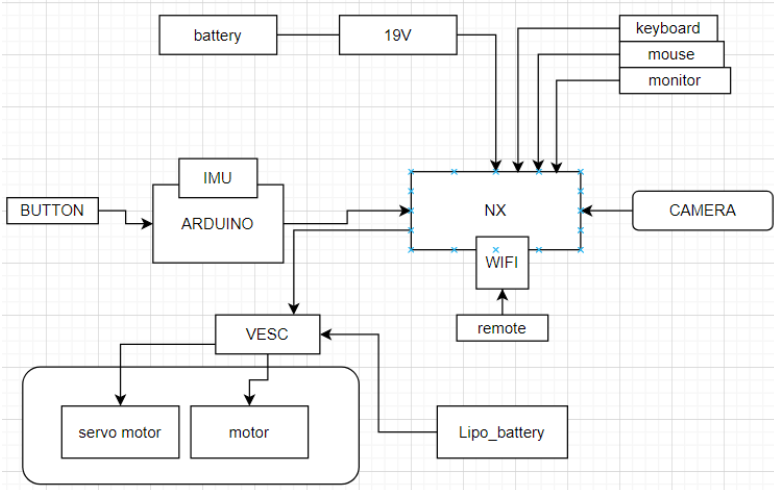 battery
19V
keyboard
mouse
monitor
IMU
BUTTON
ARDUINO
NX
CAMERA
WIFI
remote
VESC
servo motor
motor
Lipo_battery